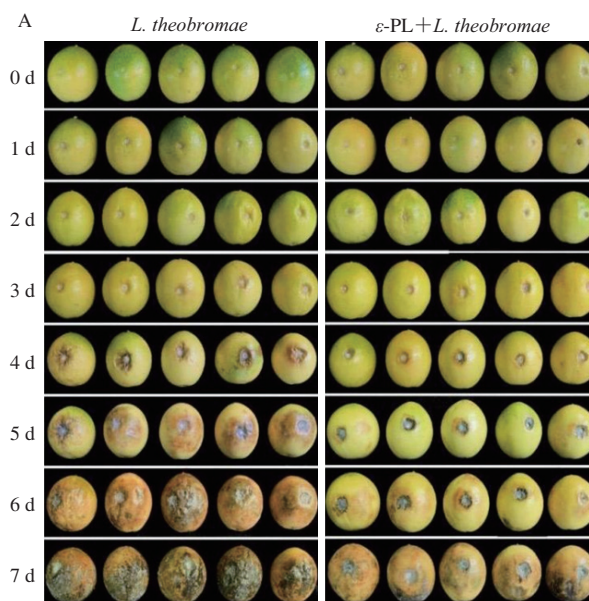 A
L. theobromae
ε-PL+L. theobromae
0 d
1 d
2 d
3 d
4 d
5 d
6 d
7 d